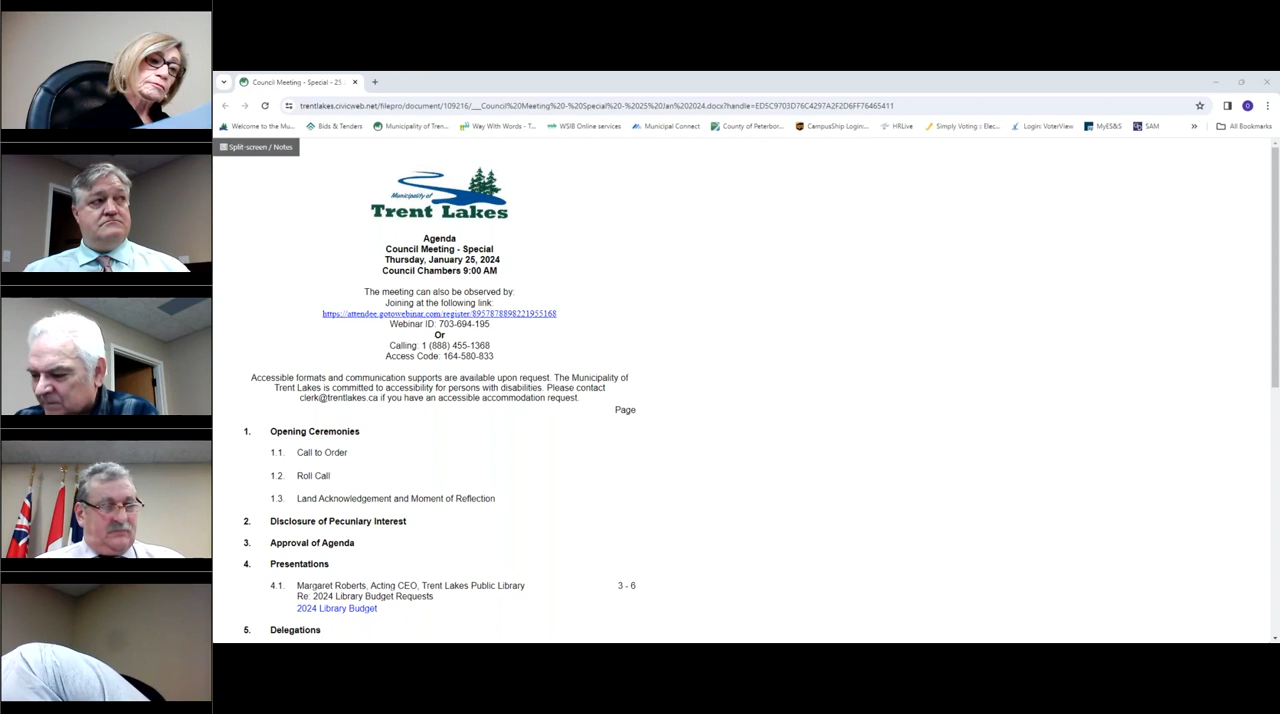 Council Meeting - Special - 25
trentlakes.civicweb.net/filepro/document/109216/__Council%20Meeting%20-%20Special%20-%2025%20Jan%202024.docx?handle=ED5C9703D76C4297A2F2D6FF76465411
Welcome to the Mu... Bids & Tenders Municipality of Tren... Way With Words - T... WSIB Online services Municipal Connect County of Peterbor... CampusShip Login:... HRLive Simply Voting :: Elec... Login: VoterView MyES&S SAM » All Bookmarks
Split-screen / Notes
Municipality of
Trent Lakes
Agenda
Council Meeting - Special
Thursday, January 25, 2024
Council Chambers 9:00 AM
The meeting can also be observed by:
Joining at the following link:
https://attendee.gotowebinar.com/register/8957878898221955168
Webinar ID: 703-694-195
Or
Calling: 1 (888) 455-1368
Access Code: 164-580-833
Accessible formats and communication supports are available upon request. The Municipality of
Trent Lakes is committed to accessibility for persons with disabilities. Please contact
clerk@trentlakes.ca if you have an accessible accommodation request.
Page
1. Opening Ceremonies
1.1. Call to Order
1.2. Roll Call
1.3. Land Acknowledgement and Moment of Reflection
2. Disclosure of Pecuniary Interest
3. Approval of Agenda
4. Presentations
4.1. Margaret Roberts, Acting CEO, Trent Lakes Public Library 3 - 6
Re: 2024 Library Budget Requests
2024 Library Budget
5. Delegations